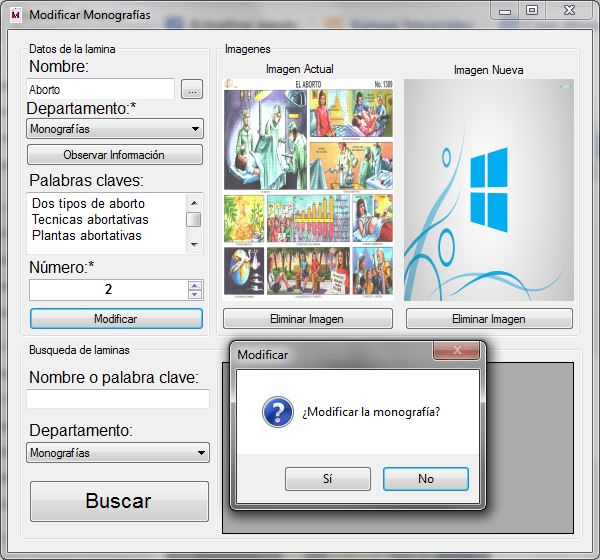 Modificar Monografías
Datos de la lamina
Nombre:
Aborto
...
Departamento:*
Monografías
Observar Información
Palabras claves:
Dos tipos de aborto
Tecnicas abortativas
Plantas abortativas
Número:*
2
Modificar
Imagenes
Imagen Actual
EL ABORTO
No. 1309
Eliminar Imagen
Imagen Nueva
Eliminar Imagen
Busqueda de laminas
Nombre o palabra clave:
Departamento:
Monografías
Buscar
Modificar
¿Modificar la monografía?
Sí
No